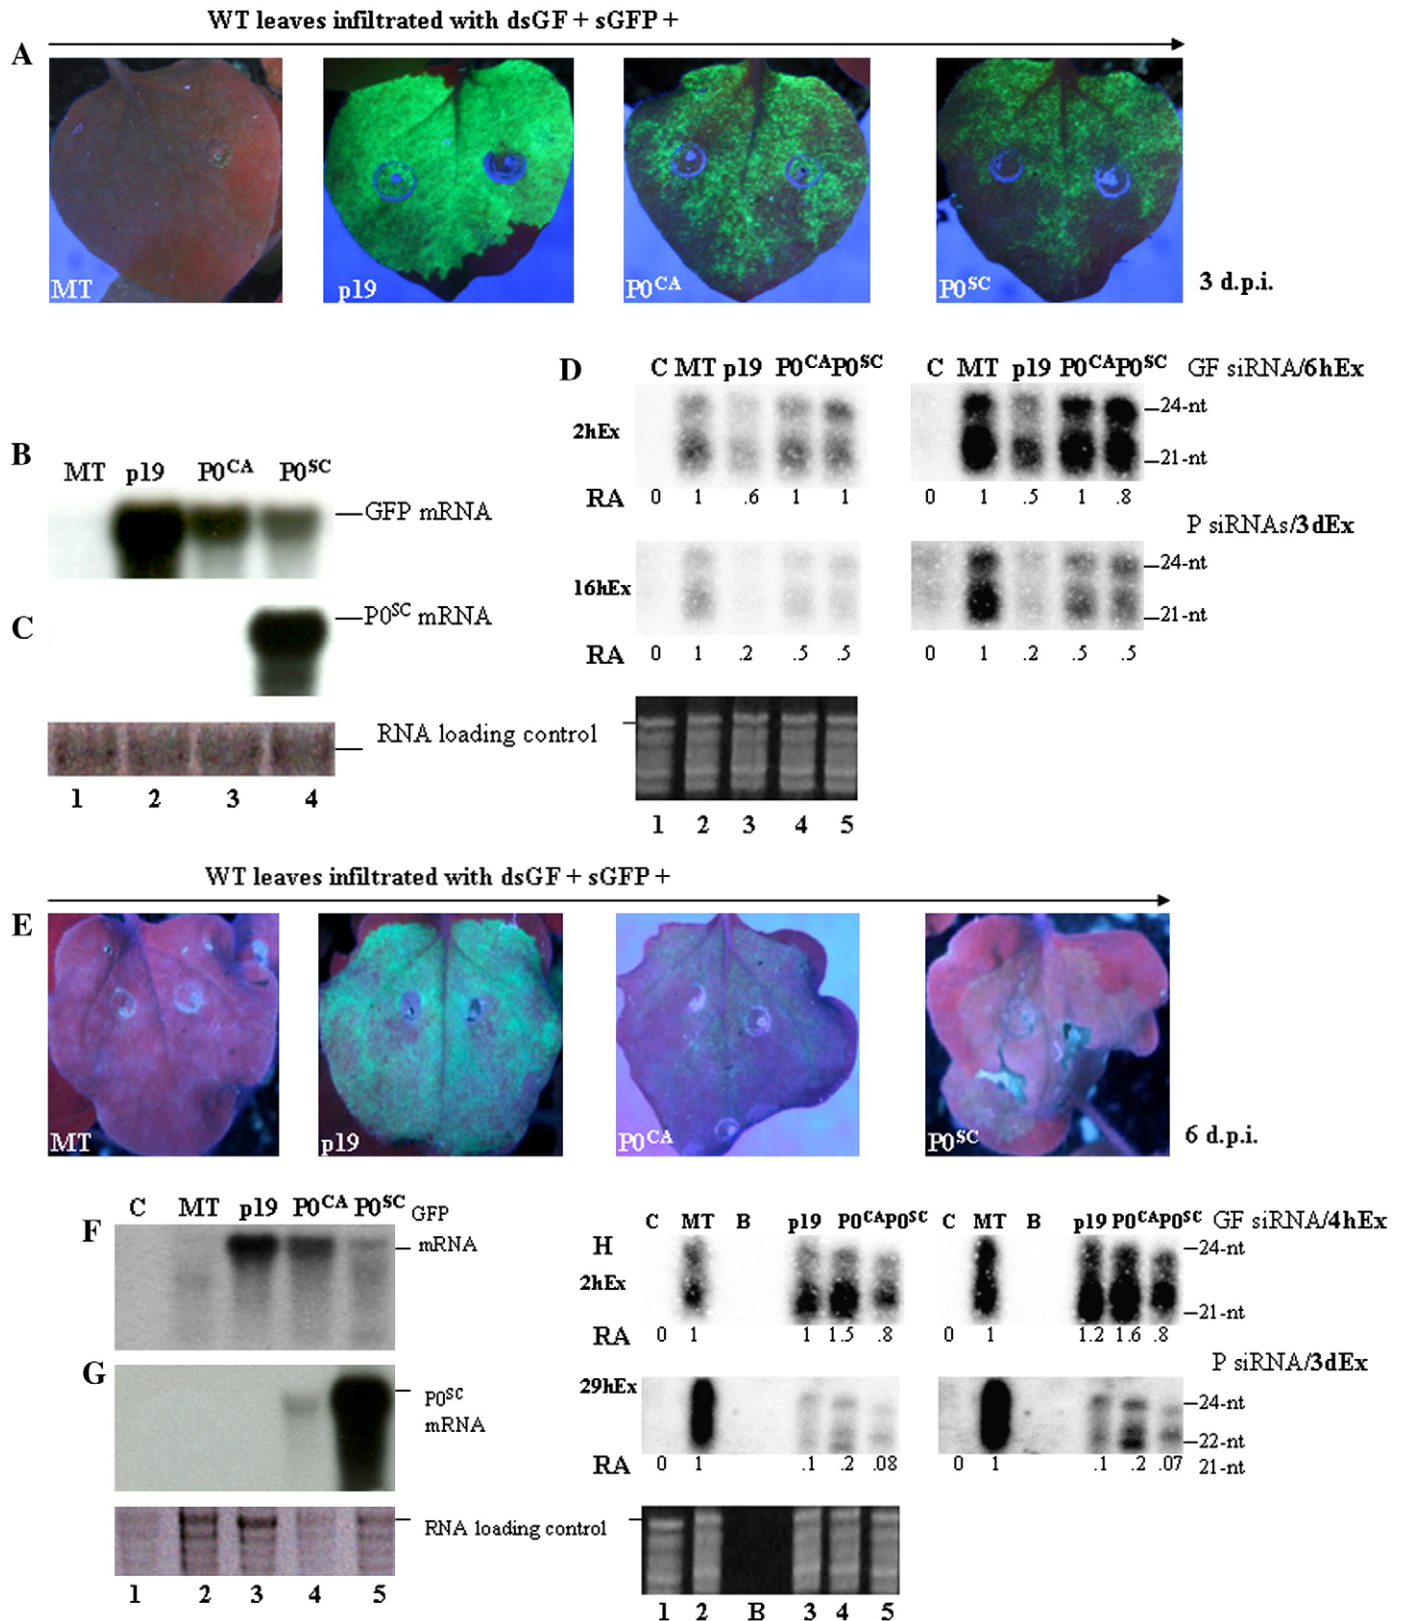 WT leaves infiltrated with dsGF + sGFP +
A
MT p19 P0CA P0SC 3 d.p.i.
D C MT p19 P0CA P0SC C MT p19 P0CA P0SC GF siRNA/6hEx
2hEx 24-nt
21-nt
RA 0 1 .6 1 1 0 1 .5 1 .8
P siRNAs/3dEx
16hEx 24-nt
21-nt
RA 0 1 .2 .5 .5 0 1 .2 .5 .5
B MT p19 P0CA P0SC
GFP mRNA
C P0SC mRNA
RNA loading control
1 2 3 4
1 2 3 4 5
WT leaves infiltrated with dsGF + sGFP +
E
MT p19 P0CA P0SC 6 d.p.i.
F C MT p19 P0CA P0SC GFP
mRNA
G P0SC
mRNA
RNA loading control
1 2 3 4 5
H C MT B p19 P0CA P0SC C MT B p19 P0CA P0SC GF siRNA/4hEx
2hEx 24-nt
21-nt
RA 0 1 1 1.5 .8 0 1 1.2 1.6 .8
P siRNA/3dEx
29hEx 24-nt
22-nt
RA 0 1 .1 .2 .08 0 1 .1 .2 .07 21-nt
1 2 B 3 4 5